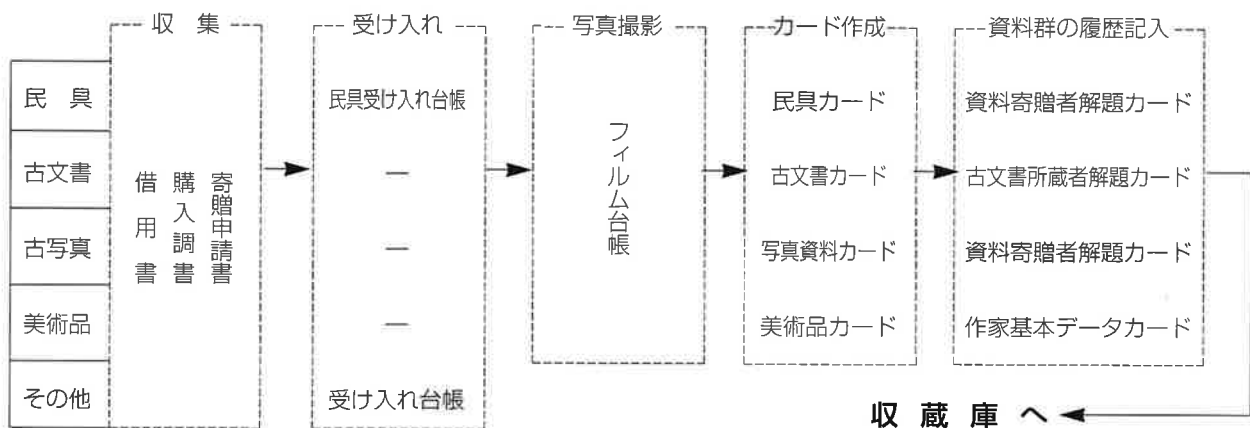 収 集
受け入れ
写真撮影
カード作成
資料群の履歴記入
民 具
古文書
古写真
美術品
その他
寄贈申請書
購入調書
借用書
民具受け入れ台帳
—
—
—
受け入れ台帳
フィルム台帳
民具カード
古文書カード
写真資料カード
美術品カード
資料寄贈者解題カード
古文書所蔵者解題カード
資料寄贈者解題カード
作家基本データカード
収 蔵 庫 へ